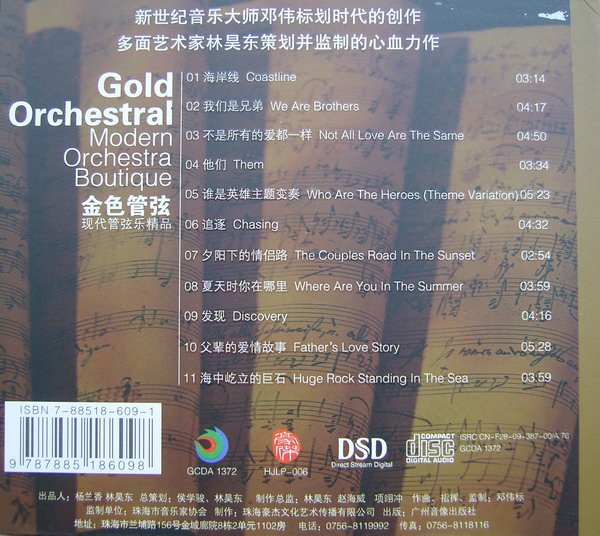 新世纪音乐大师邓伟标划时代的创作
多面艺术家林昊东策划并监制的心血力作
Gold
Orchestral
Modern
Orchestra
Boutique
金色管弦
现代管弦乐精品
01 海岸线 Coastline 03:14
02 我们是兄弟 We Are Brothers 04:17
03 不是所有的爱都一样 Not All Love Are The Same 04:50
04 他们 Them 03:34
05 谁是英雄主题变奏 Who Are The Heroes (Theme Variation) 05:23
06 追逐 Chasing 04:32
07 夕阳下的情侣路 The Couples Road In The Sunset 02:54
08 夏天时你在哪里 Where Are You In The Summer 03:59
09 发现 Discovery 04:16
10 父辈的爱情故事 Father's Love Story 05:28
11 海中屹立的巨石 Huge Rock Standing In The Sea 03:59
ISBN 7-88518-609-1
9 787885 186098
GCDA 1372
HJLP-006
DSD
Direct Stream Digital
COMPACT
disc
DIGITAL AUDIO
ISRC CN-F28-09-387-00/A.76
GCDA 1372
出品人：杨兰香 林昊东 总策划：侯学骏、林昊东 制作总监：林昊东 赵海威 项翊冲 作曲、指挥、监制：邓伟标
监制单位：珠海市音乐家协会 制作：珠海豪杰文化艺术传播有限公司 出版：广州音像出版社
地址：珠海市兰埔路156号金域廊院8栋2单元1102房 电话：0756-8119992 传真：0756-8118116